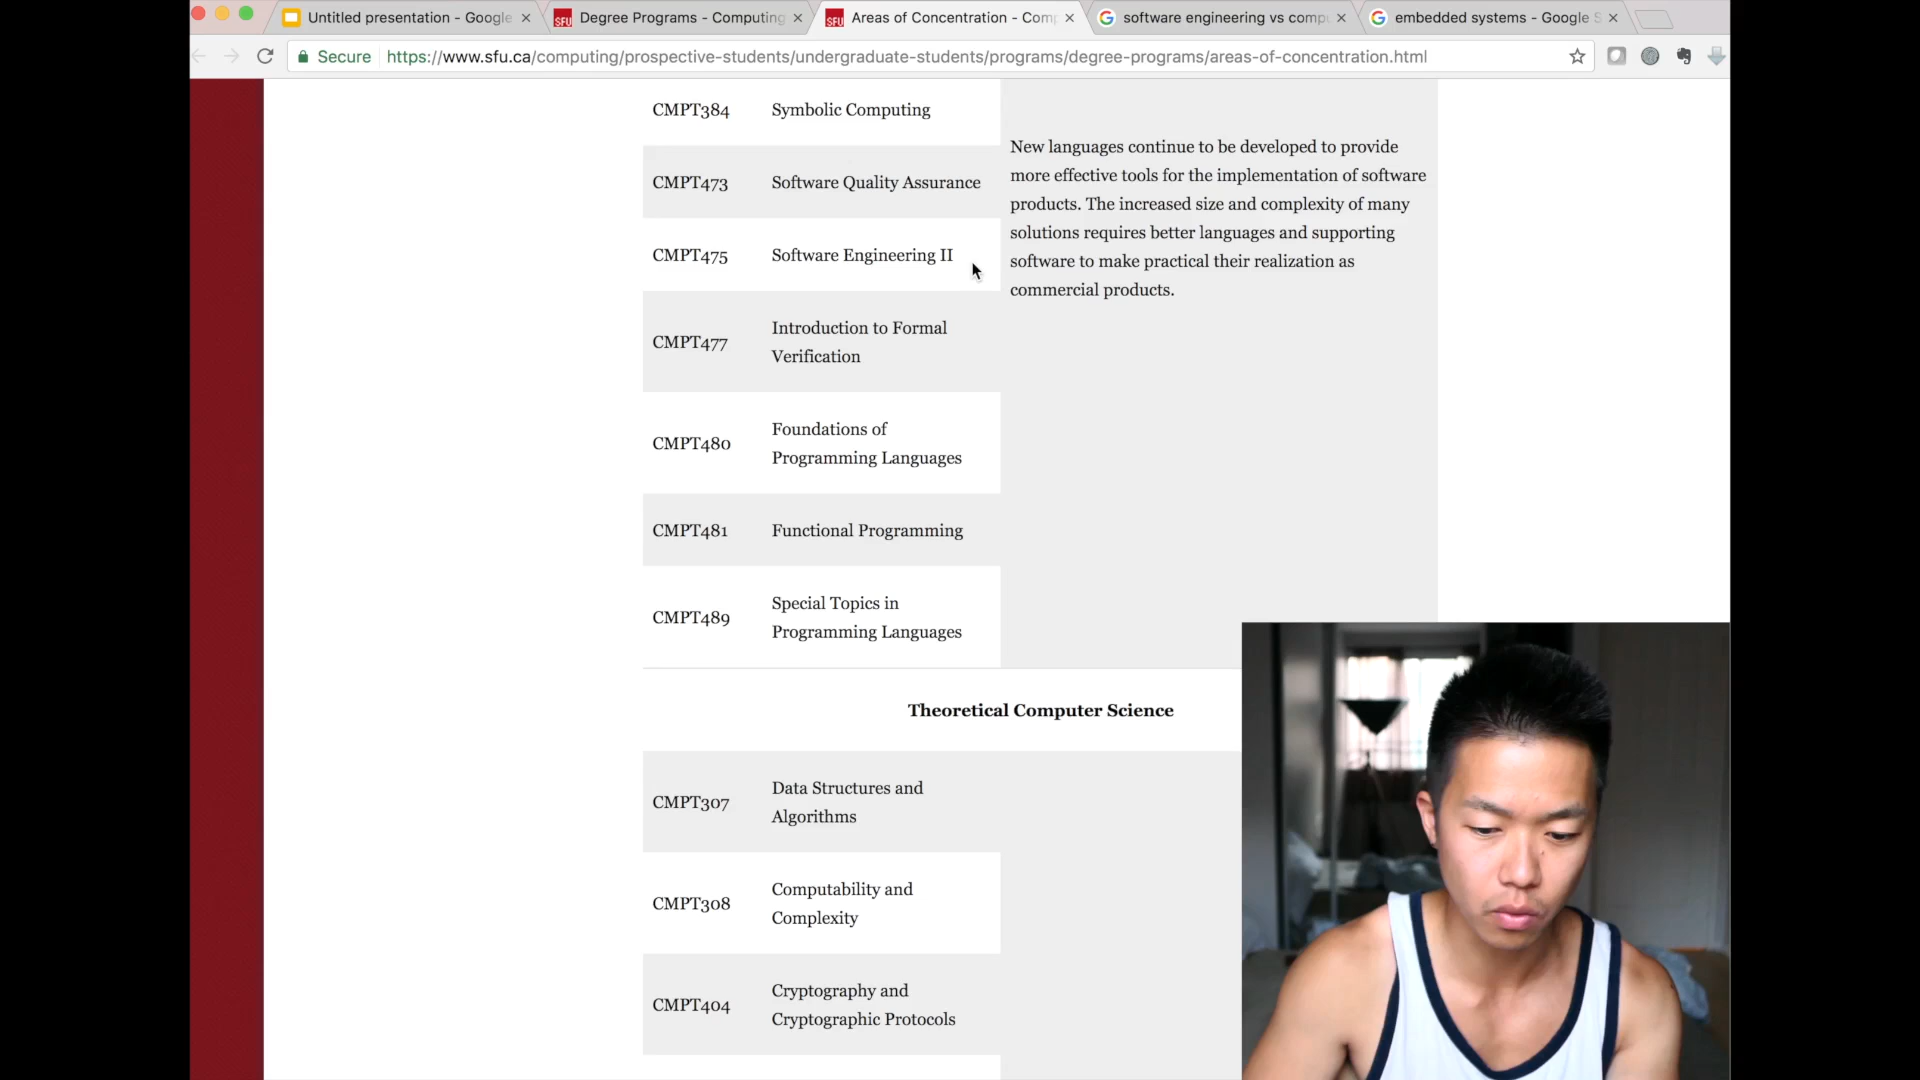 Untitled presentation - Google
SFU
Degree Programs - Computing
SFU
Areas of Concentration - Comp
software engineering vs compu
embedded systems - Google S
Secure
https://www.sfu.ca/computing/prospective-students/undergraduate-students/programs/degree-programs/areas-of-concentration.html
CMPT384
Symbolic Computing
CMPT473
Software Quality Assurance
CMPT475
Software Engineering II
CMPT477
Introduction to Formal
Verification
CMPT480
Foundations of
Programming Languages
CMPT481
Functional Programming
CMPT489
Special Topics in
Programming Languages
New languages continue to be developed to provide
more effective tools for the implementation of software
products. The increased size and complexity of many
solutions requires better languages and supporting
software to make practical their realization as
commercial products.
Theoretical Computer Science
CMPT307
Data Structures and
Algorithms
CMPT308
Computability and
Complexity
CMPT404
Cryptography and
Cryptographic Protocols